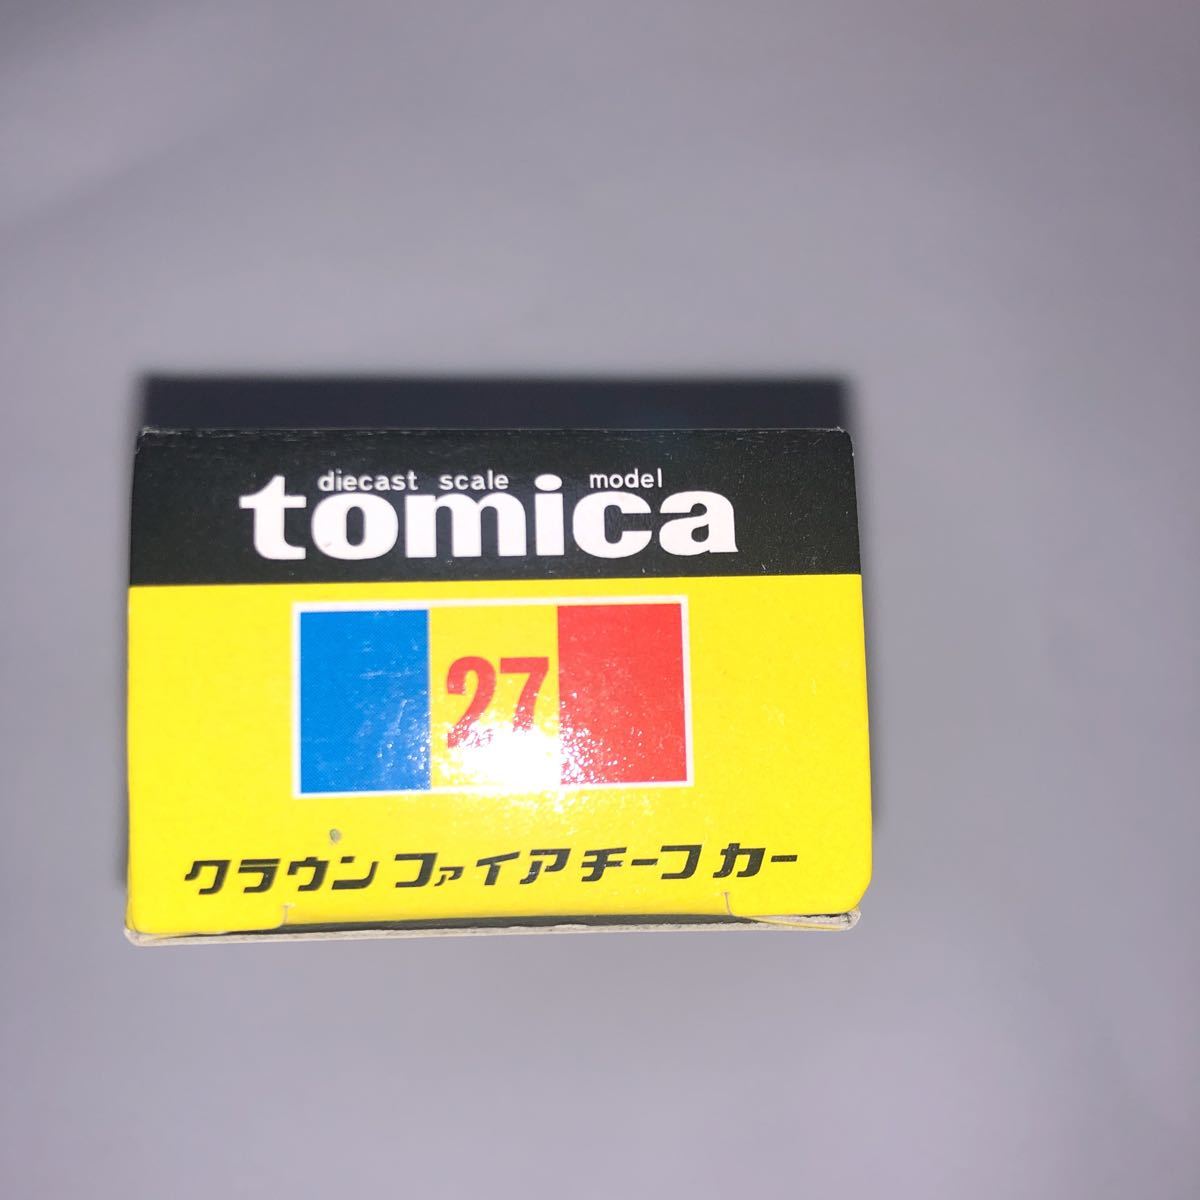 diecast scale model
tomica
27
クラウン ファイアチーフ カー